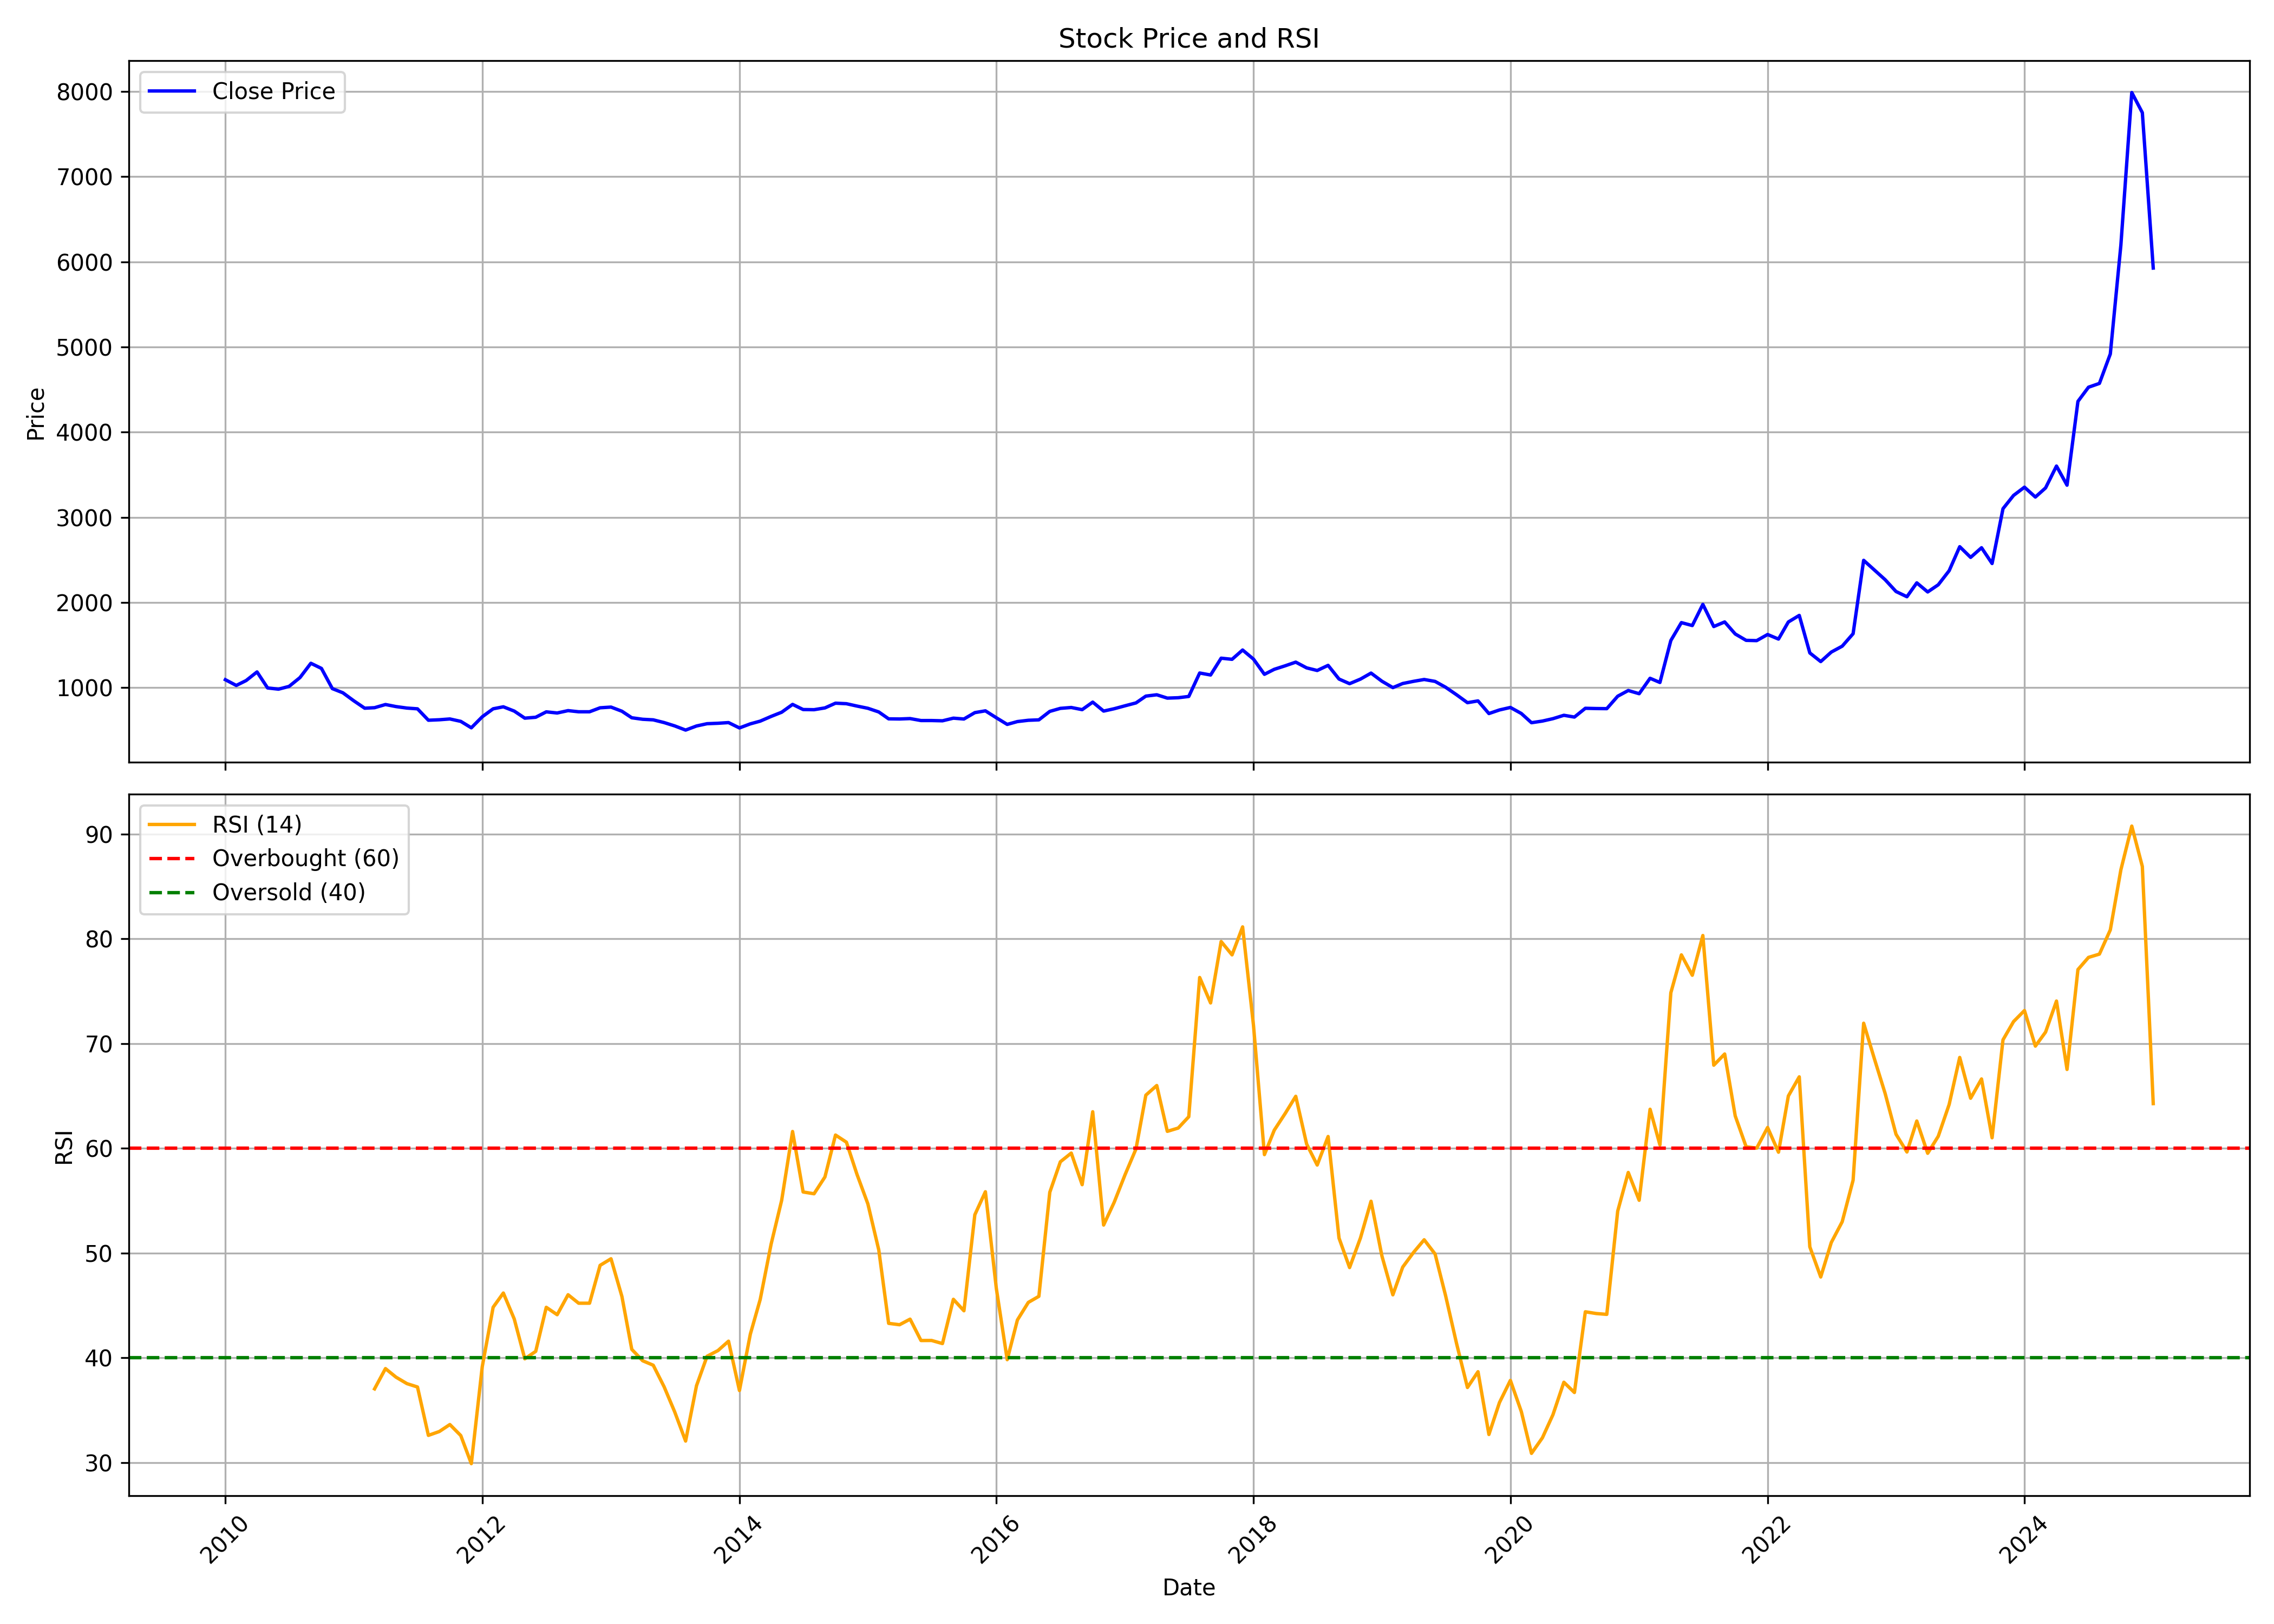 Stock Price and RSI
Close Price
Price
8000
7000
6000
5000
4000
3000
2000
1000
RSI (14)
Overbought (60)
Oversold (40)
RSI
90
80
70
60
50
40
30
2010
2012
2014
2016
2018
2020
2022
2024
Date